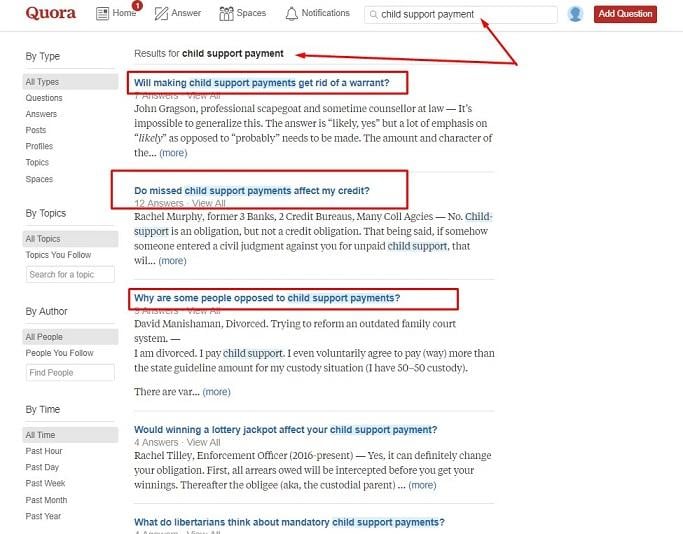 Quora
Home
1
Answer
Spaces
Notifications
child support payment
Add Question
By Type
All Types
Questions
Answers
Posts
Profiles
Topics
Spaces
By Topics
All Topics
Topics You Follow
Search for a topic
By Author
All People
People You Follow
Find People
By Time
All Time
Past Hour
Past Day
Past Week
Past Month
Past Year
Results for child support payment
Will making child support payments get rid of a warrant?
7 Answers · View All
John Gragson, professional scapegoat and sometime counsellor at law — It's
impossible to generalize this. The answer is "likely, yes" but a lot of emphasis on
"likely" as opposed to "probably" needs to be made. The amount and character of
the... (more)
Do missed child support payments affect my credit?
12 Answers · View All
Rachel Murphy, former 3 Banks, 2 Credit Bureaus, Many Coll Agcies — No. Child-
support is an obligation, but not a credit obligation. That being said, if somehow
someone entered a civil judgment against you for unpaid child support, that
wil... (more)
Why are some people opposed to child support payments?
Answers · View All
David Manishaman, Divorced. Trying to reform an outdated family court
system. —
I am divorced. I pay child support. I even voluntarily agree to pay (way) more than
the state guideline amount for my custody situation (I have 50–50 custody).
There are var... (more)
Would winning a lottery jackpot affect your child support payment?
4 Answers · View All
Rachel Tilley, Enforcement Officer (2016-present) — Yes, it can definitely change
your obligation. First, all arrears owed will be intercepted before you get your
winnings. Thereafter the obligee (aka, the custodial parent) ... (more)
What do libertarians think about mandatory child support payments?
Answers · View All